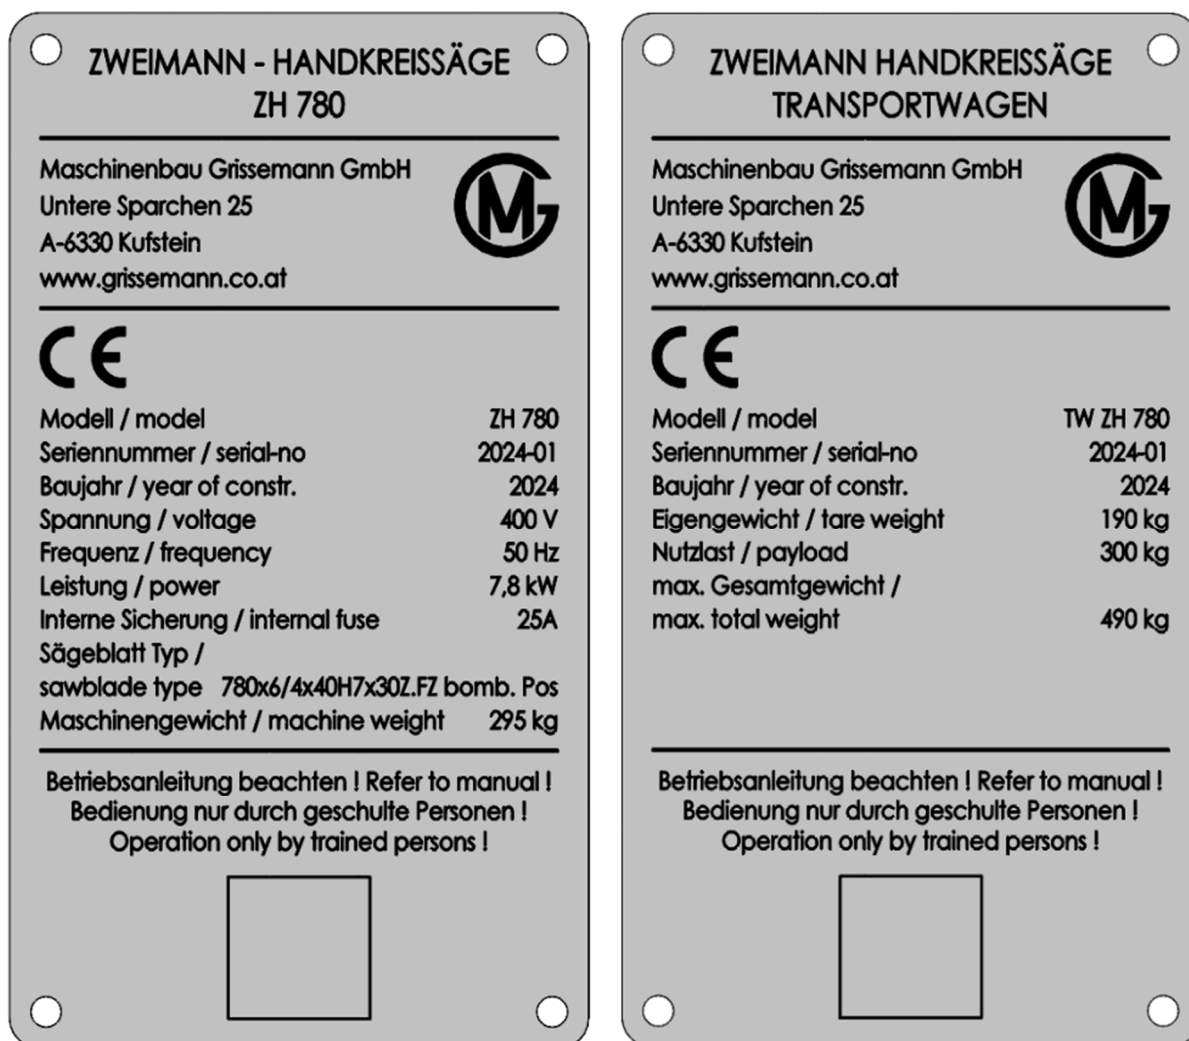 ZWEIMANN - HANDKREISSÄGE
ZH 780
Maschinenbau Grissemann GmbH
Untere Sparchen 25
A-6330 Kufstein
www.grissemann.co.at
MG
CE
Modell / model ZH 780
Seriennummer / serial-no 2024-01
Baujahr / year of constr. 2024
Spannung / voltage 400 V
Frequenz / frequency 50 Hz
Leistung / power 7,8 kW
Interne Sicherung / internal fuse 25A
Sägeblatt Typ /
sawblade type 780x6/4x40H7x30Z.FZ bomb. Pos
Maschinengewicht / machine weight 295 kg
Betriebsanleitung beachten ! Refer to manual !
Bedienung nur durch geschulte Personen !
Operation only by trained persons !
ZWEIMANN HANDKREISSÄGE
TRANSPORTWAGEN
Maschinenbau Grissemann GmbH
Untere Sparchen 25
A-6330 Kufstein
www.grissemann.co.at
MG
CE
Modell / model TW ZH 780
Seriennummer / serial-no 2024-01
Baujahr / year of constr. 2024
Eigengewicht / tare weight 190 kg
Nutzlast / payload 300 kg
max. Gesamtgewicht /
max. total weight 490 kg
Betriebsanleitung beachten ! Refer to manual !
Bedienung nur durch geschulte Personen !
Operation only by trained persons !